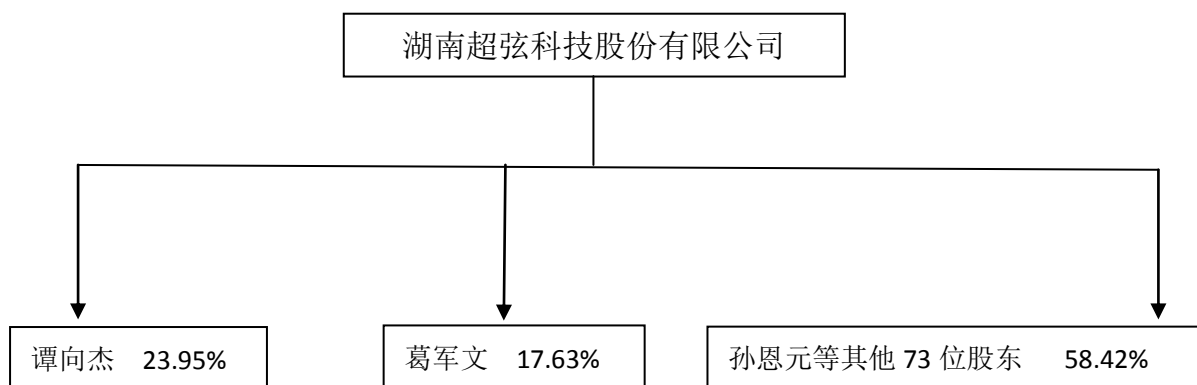 湖南超弦科技股份有限公司
谭向杰 23.95%
葛军文 17.63%
孙恩元等其他 73 位股东 58.42%